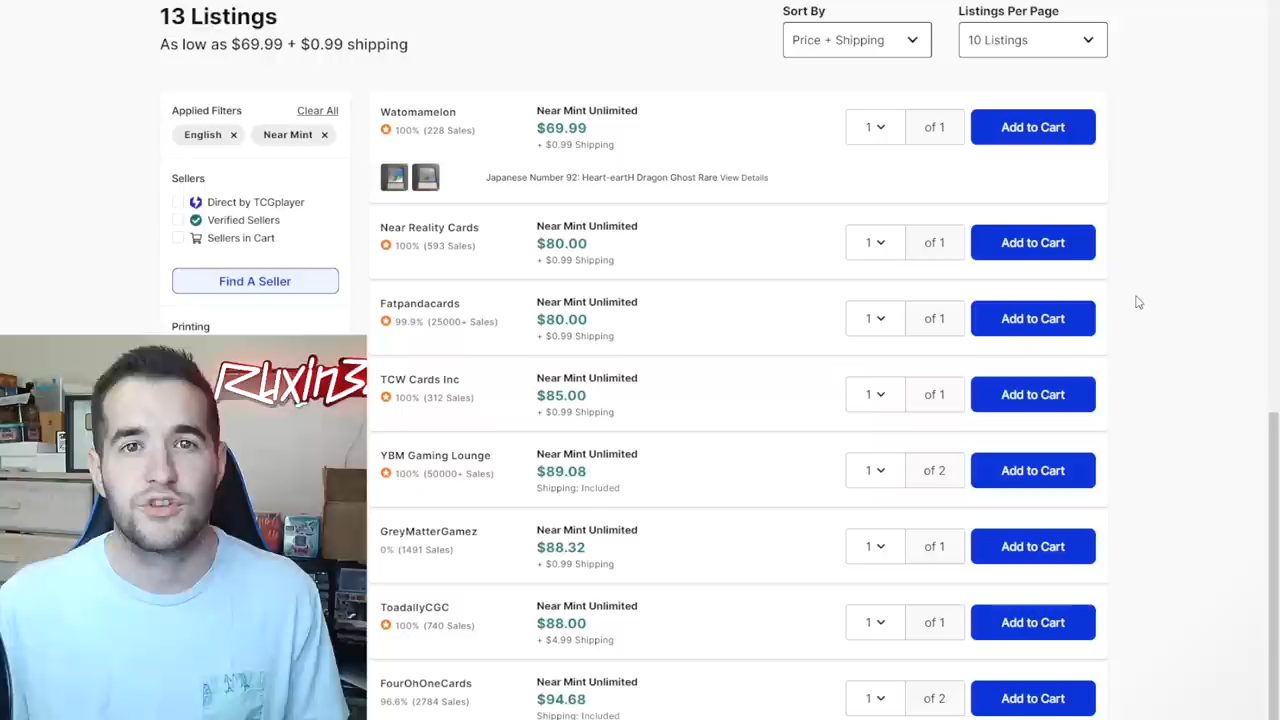 13 Listings
As low as $69.99 + $0.99 shipping
Sort By
Price + Shipping
Listings Per Page
10 Listings
Applied Filters
Clear All
English ×
Near Mint ×
Sellers
Direct by TCGplayer
Verified Sellers
Sellers in Cart
Find A Seller
Printing
Watomamelon
100% (228 Sales)
Near Mint Unlimited
$69.99
+ $0.99 Shipping
1
of 1
Add to Cart
Japanese Number 92: Heart-eartH Dragon Ghost Rare View Details
Near Reality Cards
100% (593 Sales)
Near Mint Unlimited
$80.00
+ $0.99 Shipping
1
of 1
Add to Cart
Fatpandacards
99.9% (25000+ Sales)
Near Mint Unlimited
$80.00
+ $0.99 Shipping
1
of 1
Add to Cart
TCW Cards Inc
100% (312 Sales)
Near Mint Unlimited
$85.00
+ $0.99 Shipping
1
of 1
Add to Cart
YBM Gaming Lounge
100% (50000+ Sales)
Near Mint Unlimited
$89.08
Shipping: Included
1
of 2
Add to Cart
GreyMatterGamez
0% (1491 Sales)
Near Mint Unlimited
$88.32
+ $0.99 Shipping
1
of 1
Add to Cart
ToadallyCGC
100% (740 Sales)
Near Mint Unlimited
$88.00
+ $4.99 Shipping
1
of 1
Add to Cart
FourOhOneCards
96.6% (2784 Sales)
Near Mint Unlimited
$94.68
Shipping: Included
1
of 2
Add to Cart
Ruxin3